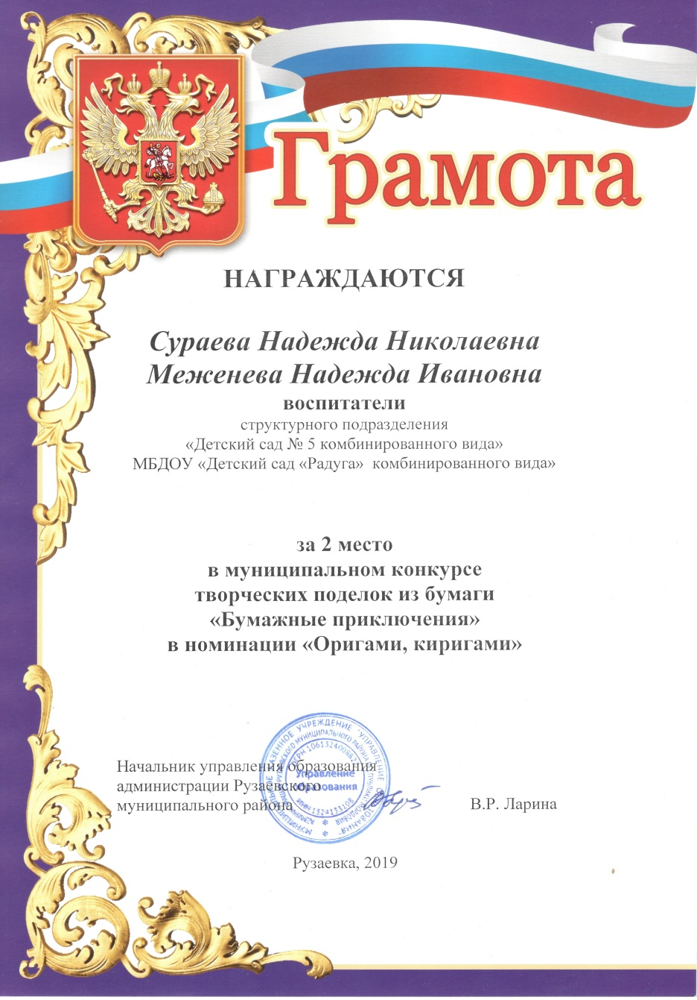 Грамота
НАГРАЖДАЮТСЯ
Сураева Надежда Николаевна
Меженева Надежда Ивановна
воспитатели
структурного подразделения
«Детский сад № 5 комбинированного вида»
МБДОУ «Детский сад «Радуга» комбинированного вида»
за 2 место
в муниципальном конкурсе
творческих поделок из бумаги
«Бумажные приключения»
в номинации «Оригами, киригами»
Начальник управления образования
администрации Рузаевского
муниципального района
В.Р. Ларина
Управление
образования
Рузаевка, 2019